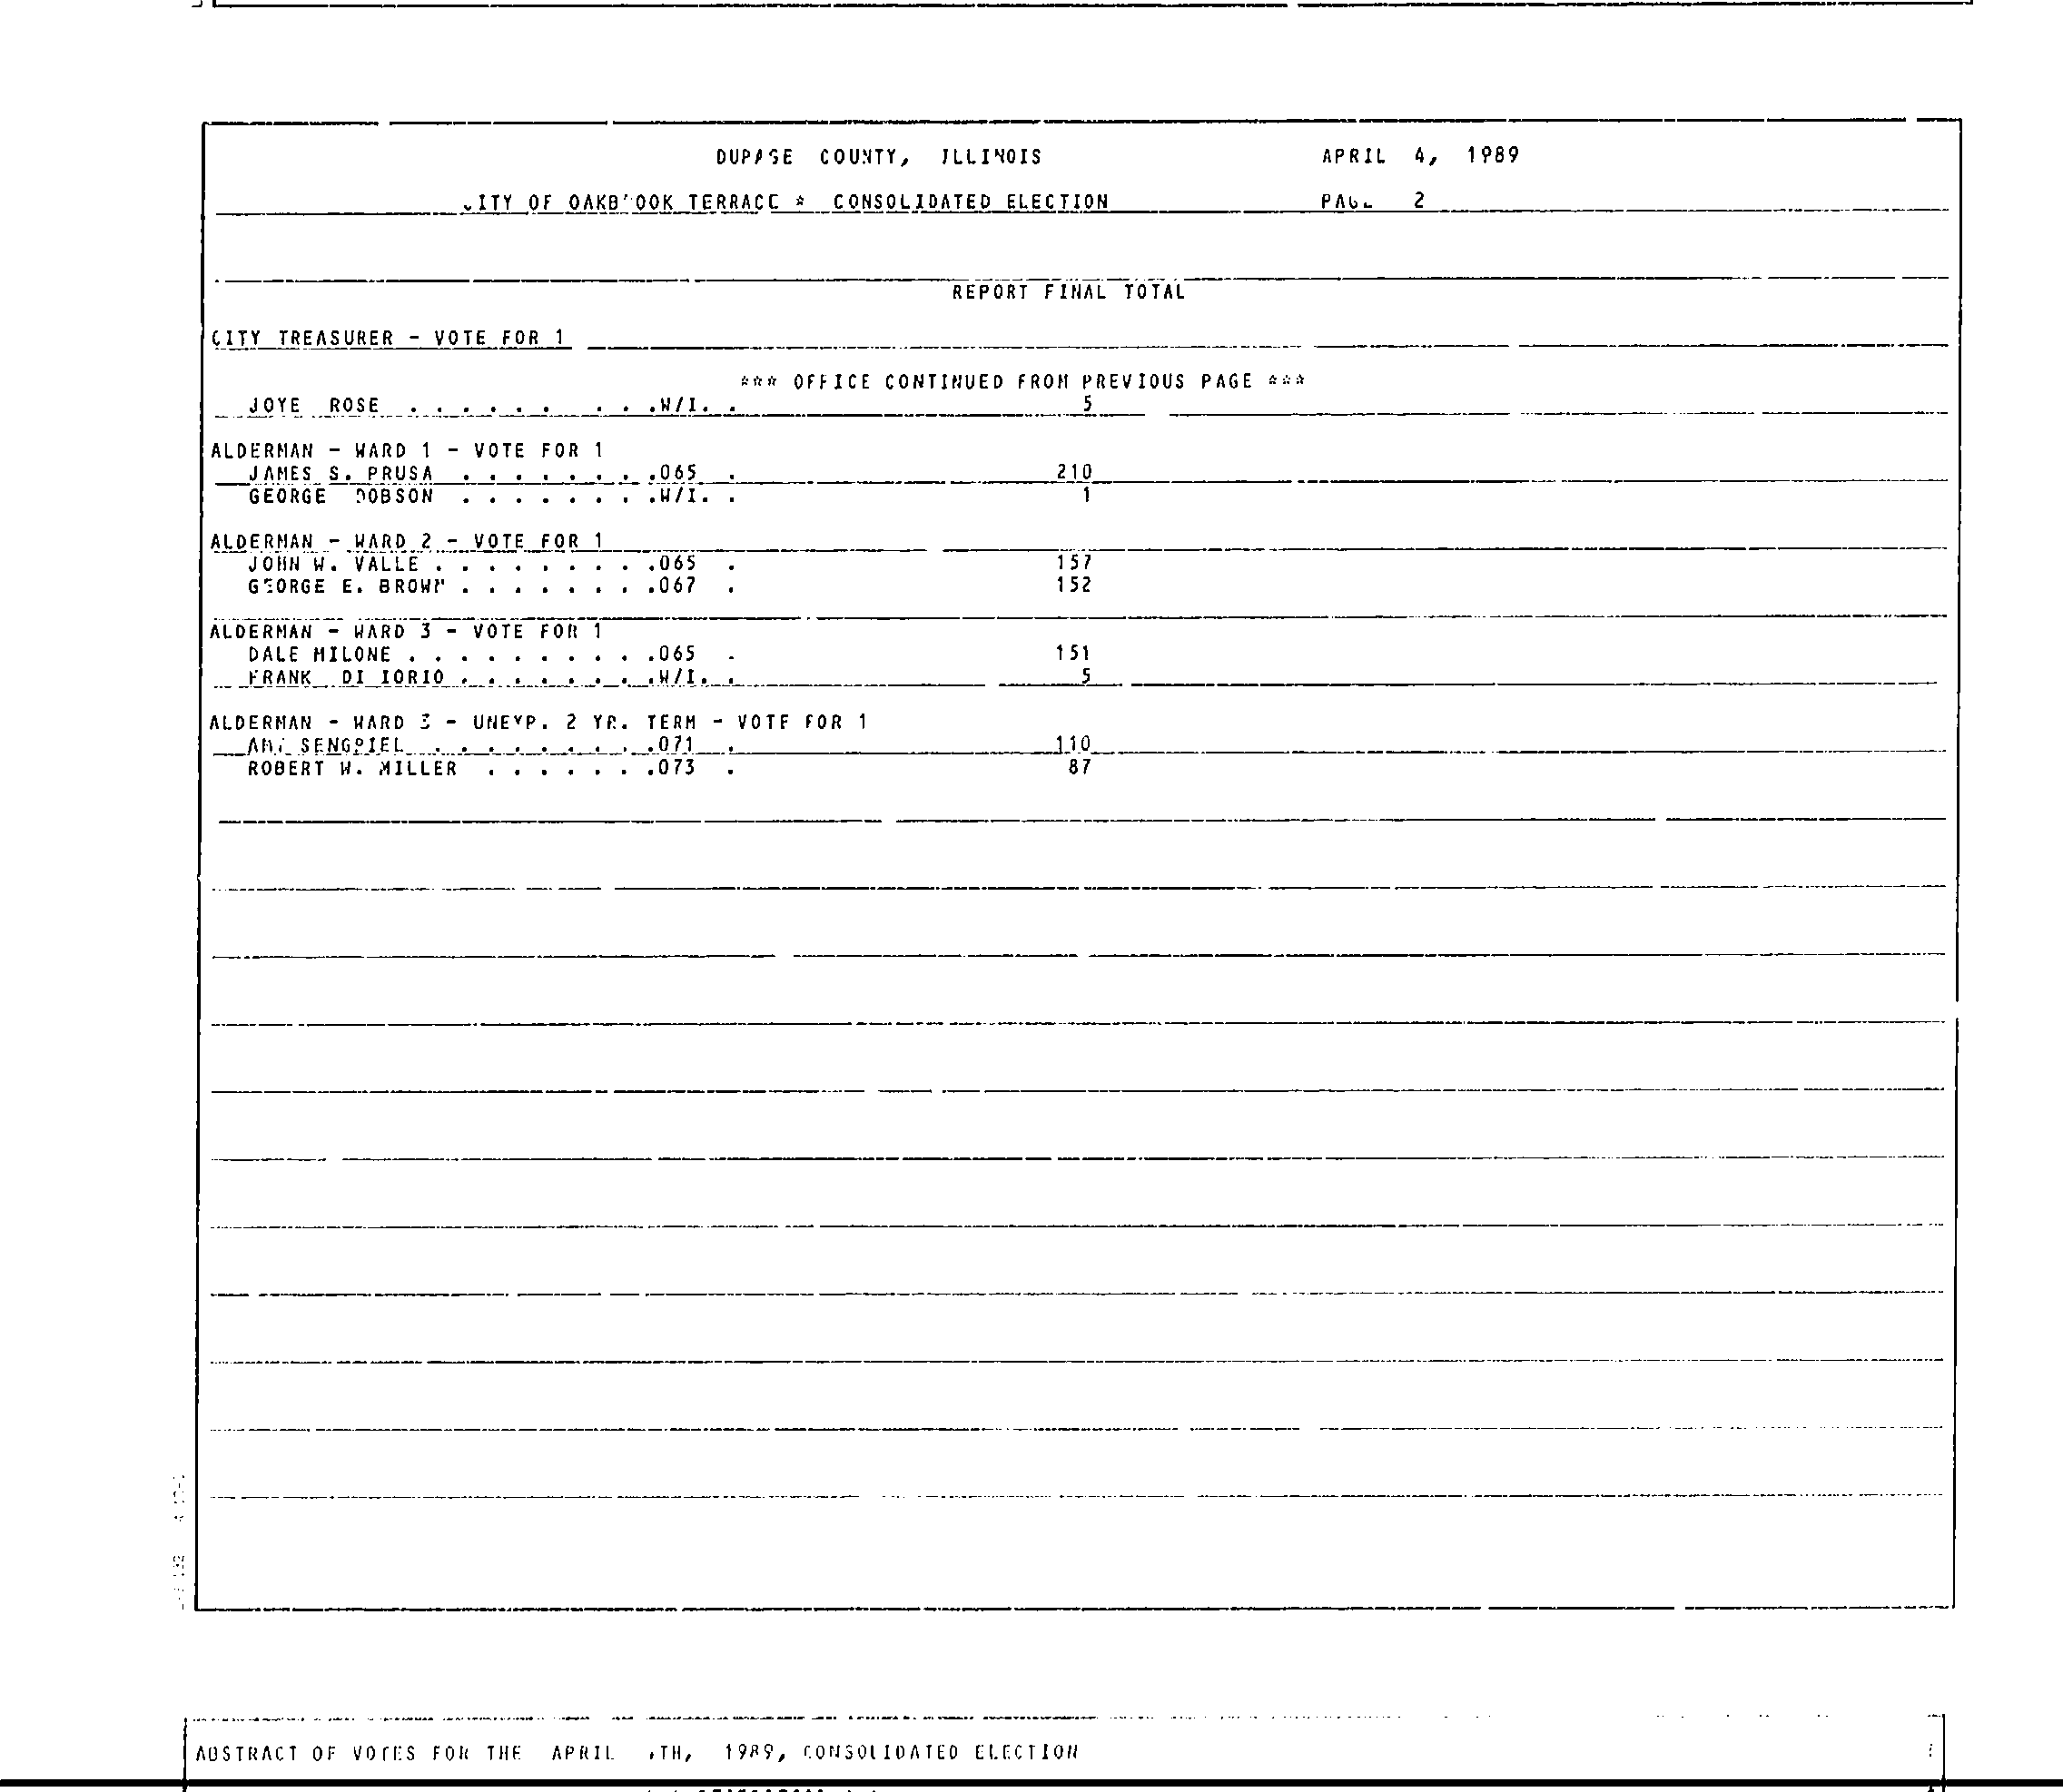 DUPAGE COUNTY, ILLINOIS APRIL 4, 1989
CITY OF OAKBROOK TERRACE * CONSOLIDATED ELECTION PAGE 2
REPORT FINAL TOTAL
CITY TREASURER - VOTE FOR 1
*** OFFICE CONTINUED FROM PREVIOUS PAGE ***
JOYE ROSE . . . . . . . . .W/I. . 5
ALDERMAN - WARD 1 - VOTE FOR 1
JAMES S. PRUSA . . . . . . . .065 . 210
GEORGE DOBSON . . . . . . . .W/I. . 1
ALDERMAN - WARD 2 - VOTE FOR 1
JOHN W. VALLE . . . . . . . . .065 . 157
GEORGE E. BROWN . . . . . . . .067 . 152
ALDERMAN - WARD 3 - VOTE FOR 1
DALE MILONE . . . . . . . . . .065 . 151
FRANK DI IORIO . . . . . . . .W/I. . 5
ALDERMAN - WARD 3 - UNEXP. 2 YR. TERM - VOTE FOR 1
SENGPIEL . . . . . . . . .071 . 110
ROBERT W. MILLER . . . . . . .073 . 87
ABSTRACT OF VOTES FOR THE APRIL 4TH, 1989, CONSOLIDATED ELECTION